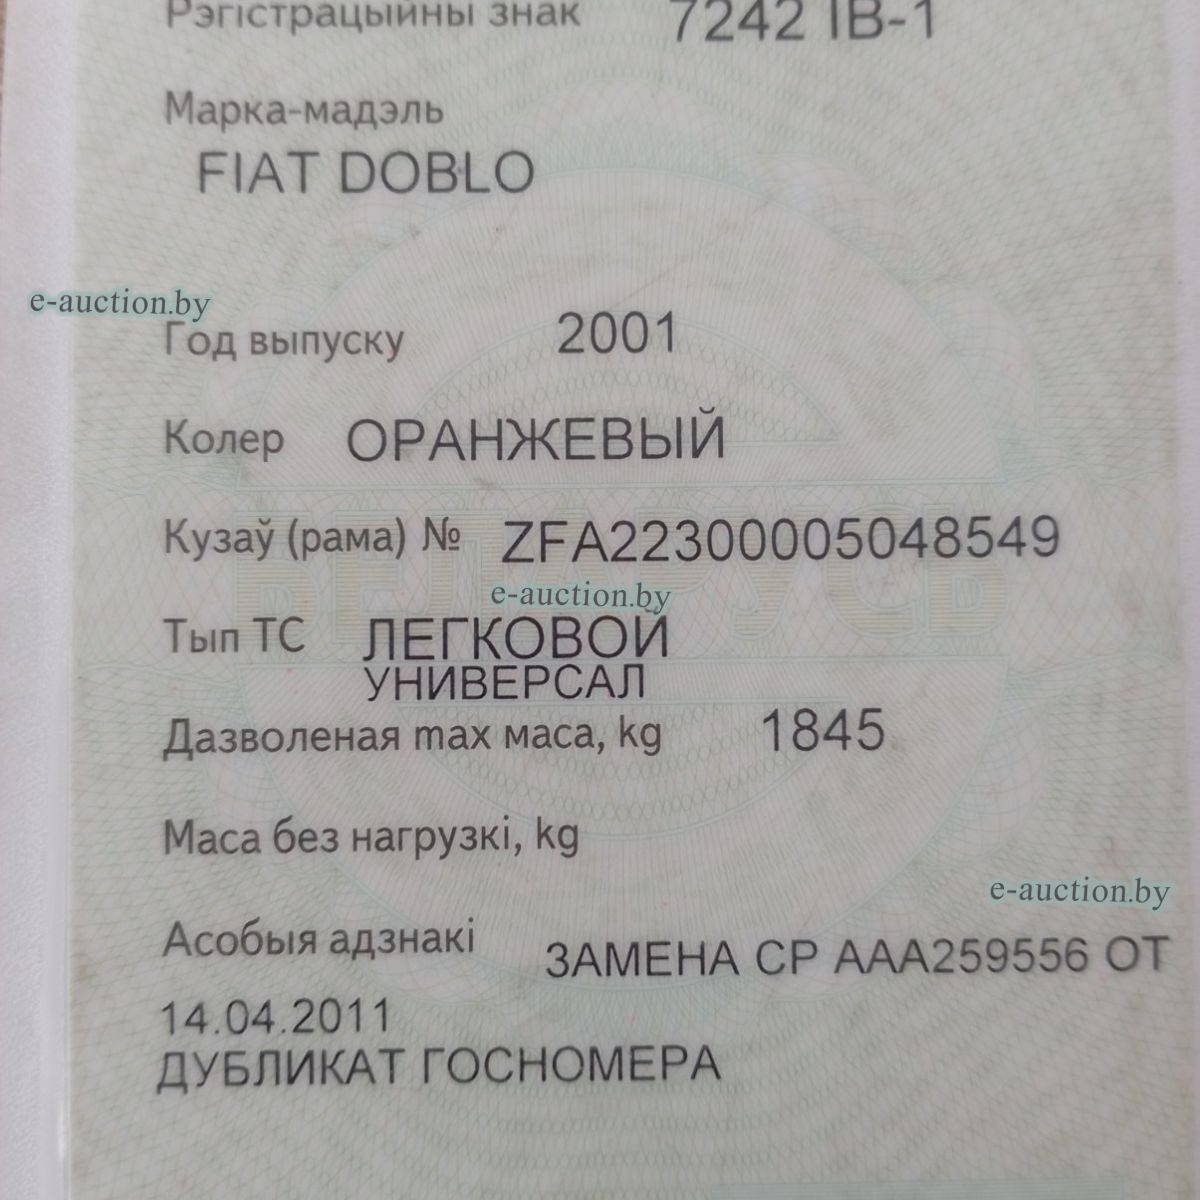 Рэгістрацыйны знак 7242 IB-1
Марка-мадэль
FIAT DOBLO
e-auction.by
Год выпуску 2001
Колер ОРАНЖЕВЫЙ
Кузаў (рама) № ZFA22300005048549
e-auction.by
Тып ТС ЛЕГКОВОЙ
УНИВЕРСАЛ
Дазволеная max маса, kg 1845
Маса без нагрузкі, kg
e-auction.by
Асобыя адзнакі ЗАМЕНА СР ААА259556 ОТ
14.04.2011
ДУБЛИКАТ ГОСНОМЕРА
БЕЛАРУСЬ